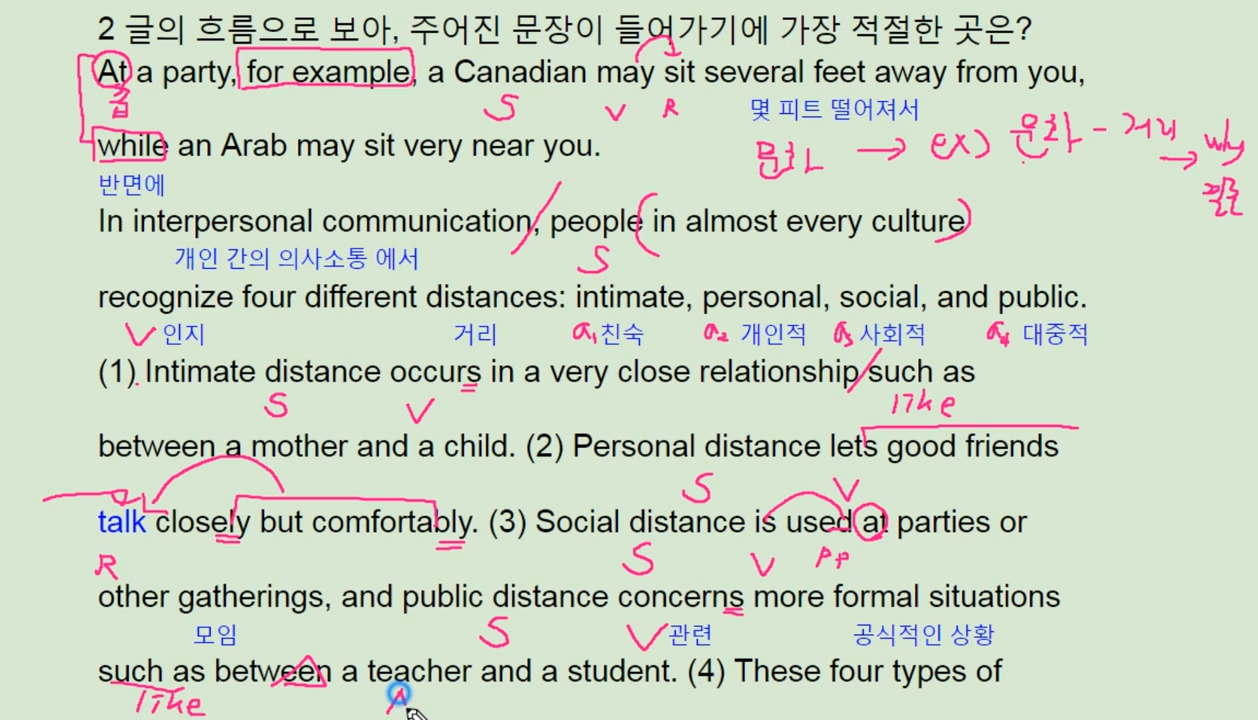 2 글의 흐름으로 보아, 주어진 문장이 들어가기에 가장 적절한 곳은?
At a party, for example, a Canadian may sit several feet away from you,
흡 S V R 몇 피트 떨어져서
while an Arab may sit very near you.
문화 → ex) 문화 - 거리 → why
반면에
In interpersonal communication, people in almost every culture
개인 간의 의사소통 에서 S
recognize four different distances: intimate, personal, social, and public.
V 인지 거리 a1 친숙 a2 개인적 a3 사회적 a4 대중적
(1) Intimate distance occurs in a very close relationship such as
S V like
between a mother and a child. (2) Personal distance lets good friends
S V
talk closely but comfortably. (3) Social distance is used at parties or
R S V PP
other gatherings, and public distance concerns more formal situations
모임 S V 관련 공식적인 상황
such as between a teacher and a student. (4) These four types of
like